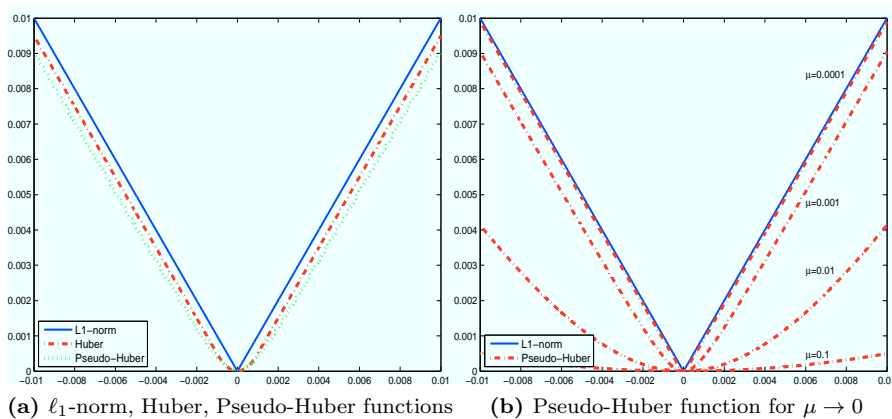 0.01
0.009
0.008
0.007
0.006
0.005
0.004
0.003
0.002
0.001
0
L1-norm
Huber
Pseudo-Huber
-0.01 -0.008 -0.006 -0.004 -0.002 0 0.002 0.004 0.006 0.008 0.01
(a) ℓ1-norm, Huber, Pseudo-Huber functions
0.01
0.009
0.008
0.007
0.006
0.005
0.004
0.003
0.002
0.001
0
μ=0.0001
μ=0.001
μ=0.01
μ=0.1
L1-norm
Pseudo-Huber
-0.01 -0.008 -0.006 -0.004 -0.002 0 0.002 0.004 0.006 0.008 0.0
(b) Pseudo-Huber function for μ → 0